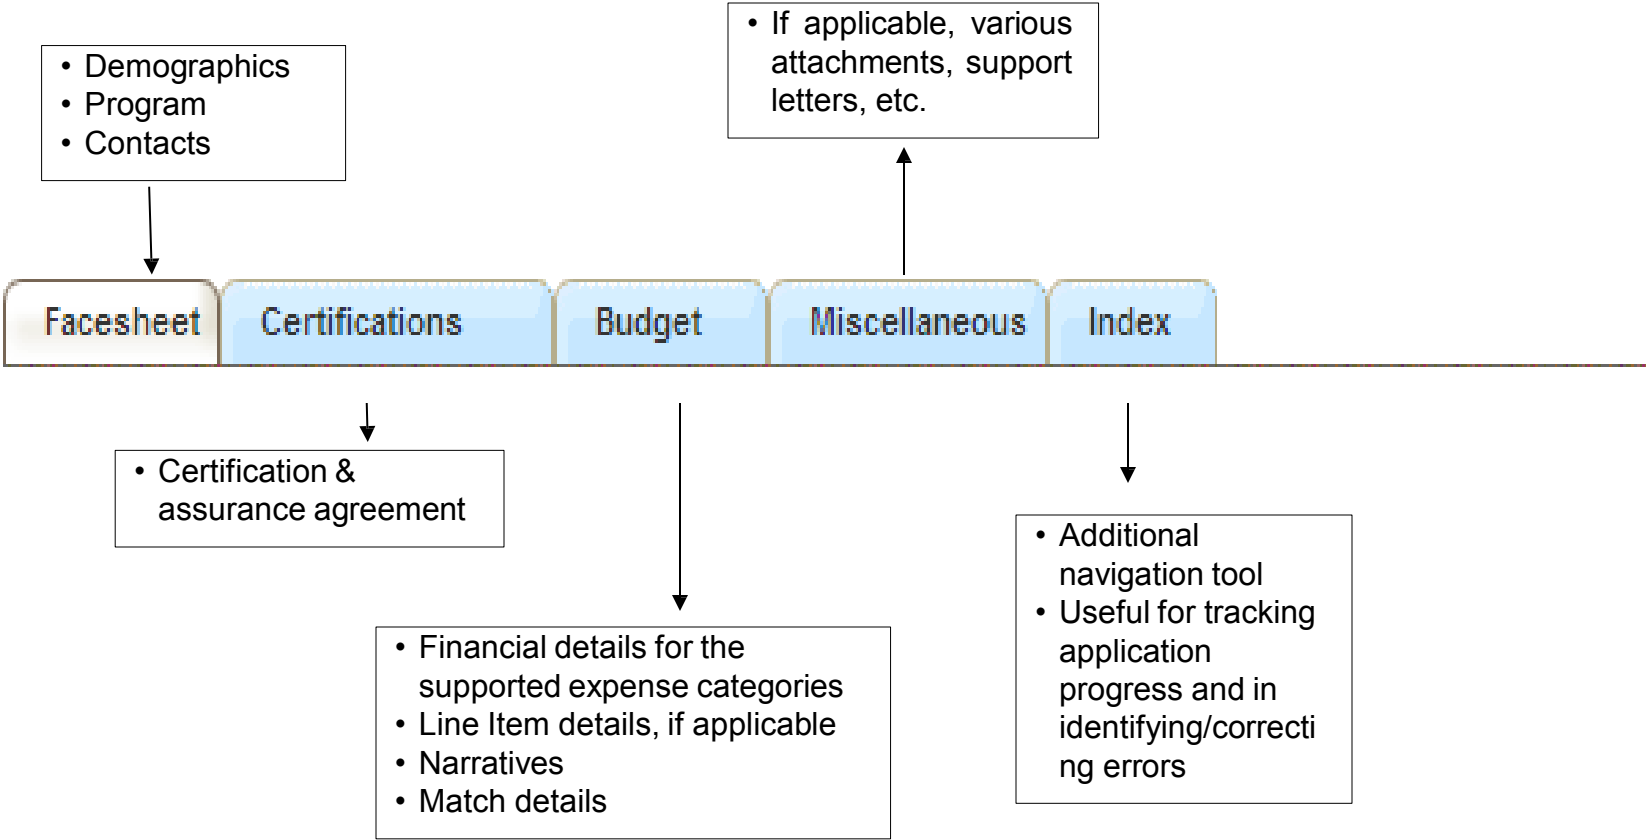 • If applicable, various
attachments, support
letters, etc.
• Demographics
• Program
• Contacts
Facesheet Certifications Budget Miscellaneous Index
• Certification &
assurance agreement
• Additional
navigation tool
• Useful for tracking
application
progress and in
identifying/correcti
ng errors
• Financial details for the
supported expense categories
• Line Item details, if applicable
• Narratives
• Match details